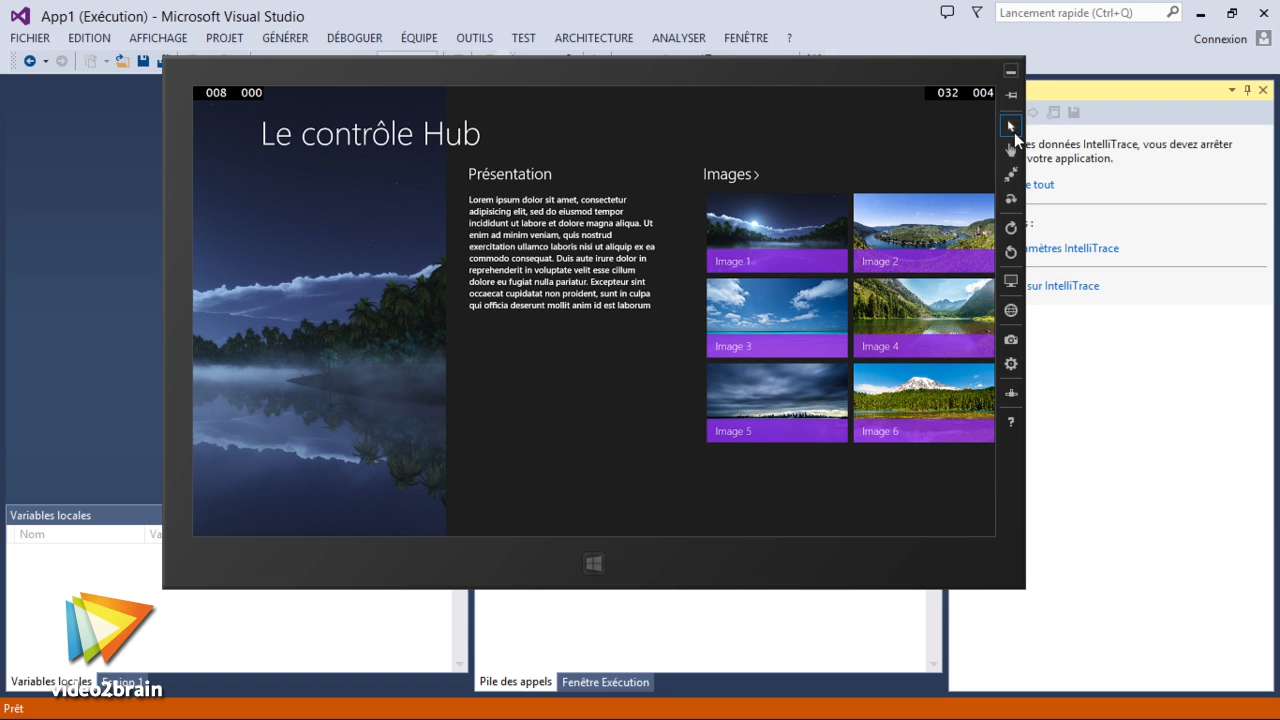 App1 (Exécution) - Microsoft Visual Studio
Lancement rapide (Ctrl+Q)
FICHIER EDITION AFFICHAGE PROJET GÉNÉRER DÉBOGUER ÉQUIPE OUTILS TEST ARCHITECTURE ANALYSER FENÊTRE ?
Connexion
008 000
032 004
Le contrôle Hub
Présentation
Lorem ipsum dolor sit amet, consectetur
adipisicing elit, sed do eiusmod tempor
incididunt ut labore et dolore magna aliqua. Ut
enim ad minim veniam, quis nostrud
exercitation ullamco laboris nisi ut aliquip ex ea
commodo consequat. Duis aute irure dolor in
reprehenderit in voluptate velit esse cillum
dolore eu fugiat nulla pariatur. Excepteur sint
occaecat cupidatat non proident, sunt in culpa
qui officia deserunt mollit anim id est laborum
Images>
Image 1
Image 2
Image 3
Image 4
Image 5
Image 6
?
es données IntelliTrace, vous devez arrêter
votre application.
e tout
s :
mètres IntelliTrace
sur IntelliTrace
Variables locales
Nom
Va
Variables locales
Pile des appels
Fenêtre Exécution
video2brain
Prêt